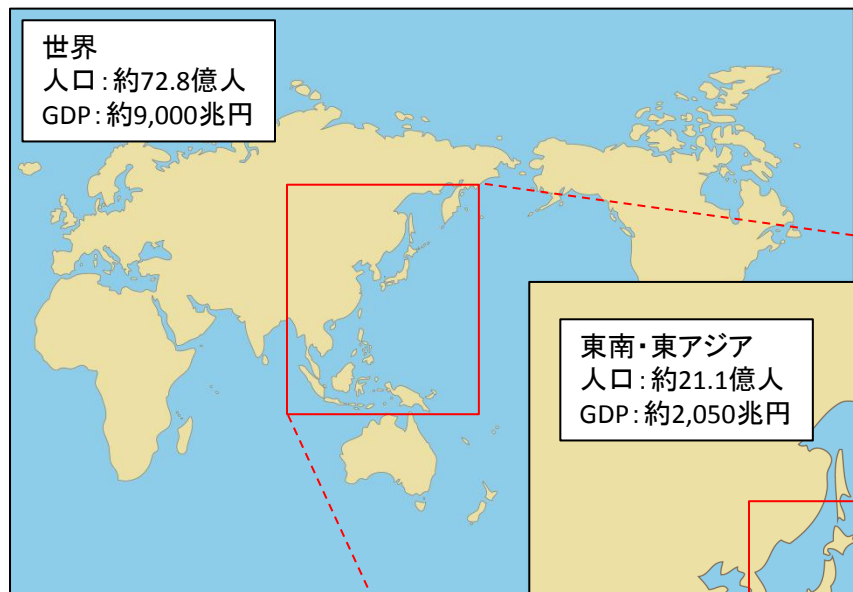 世界
人口：約72.8億人
GDP：約9,000兆円
東南・東アジア
人口：約21.1億人
GDP：約2,050兆円